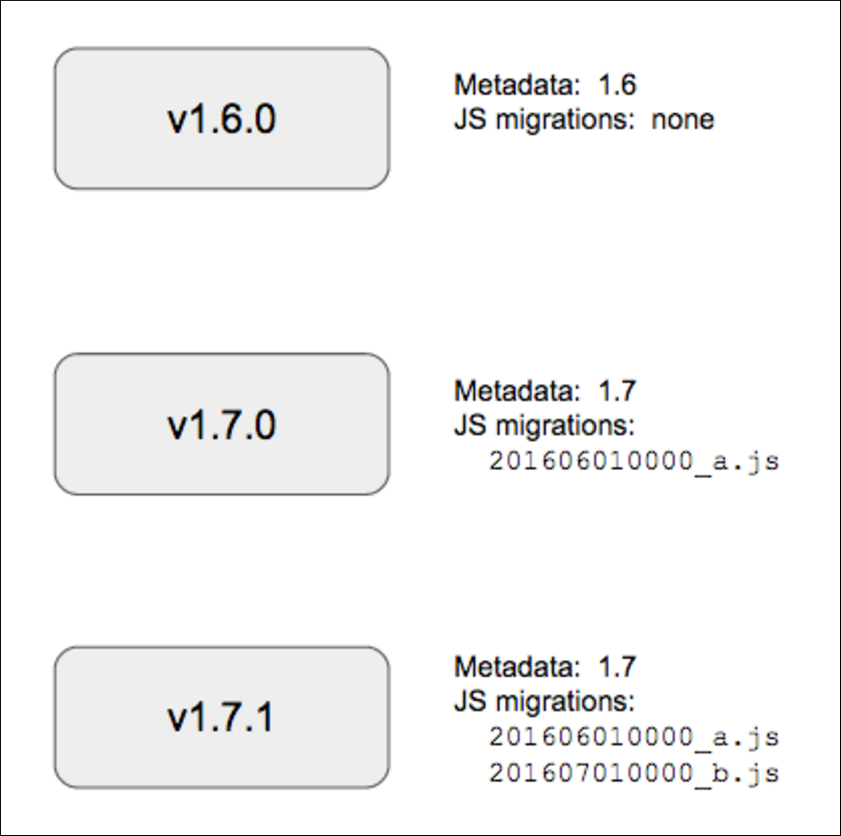 v1.6.0
Metadata: 1.6
JS migrations: none
v1.7.0
Metadata: 1.7
JS migrations:
201606010000_a.js
v1.7.1
Metadata: 1.7
JS migrations:
201606010000_a.js
201607010000_b.js